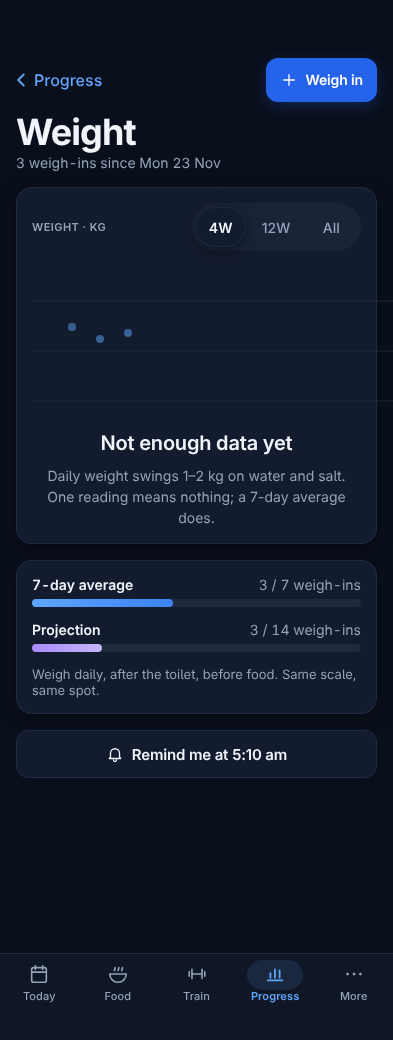 Progress
Weigh in
Weight
3 weigh-ins since Mon 23 Nov
WEIGHT · KG
4W
12W
All
Not enough data yet
Daily weight swings 1–2 kg on water and salt.
One reading means nothing; a 7-day average
does.
7-day average
3 / 7 weigh-ins
Projection
3 / 14 weigh-ins
Weigh daily, after the toilet, before food. Same scale,
same spot.
Remind me at 5:10 am
Today
Food
Train
Progress
More